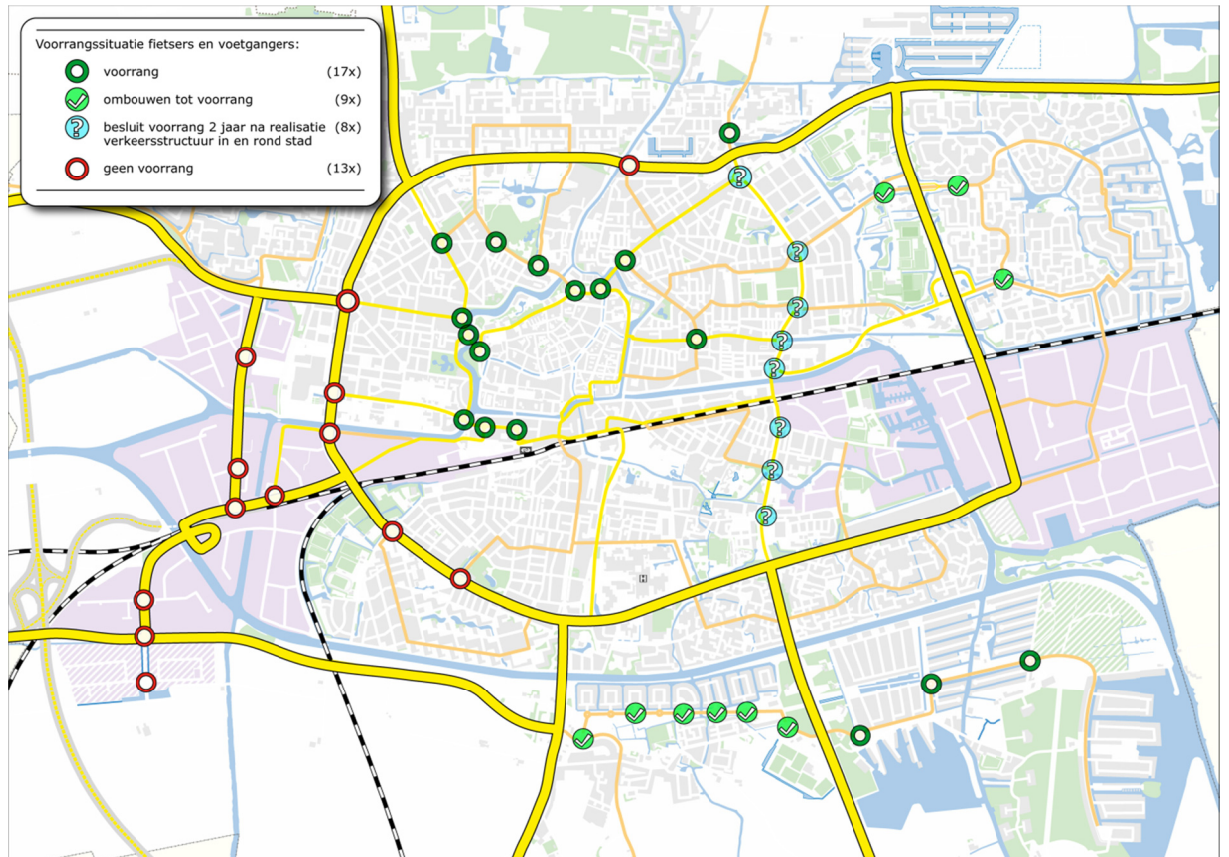 Voorrangssituatie fietsers en voetgangers:
voorrang (17x)
ombouwen tot voorrang (9x)
besluit voorrang 2 jaar na realisatie (8x)
verkeersstructuur in en rond stad
geen voorrang (13x)
?
?
?
?
?
?
?
?
?
H